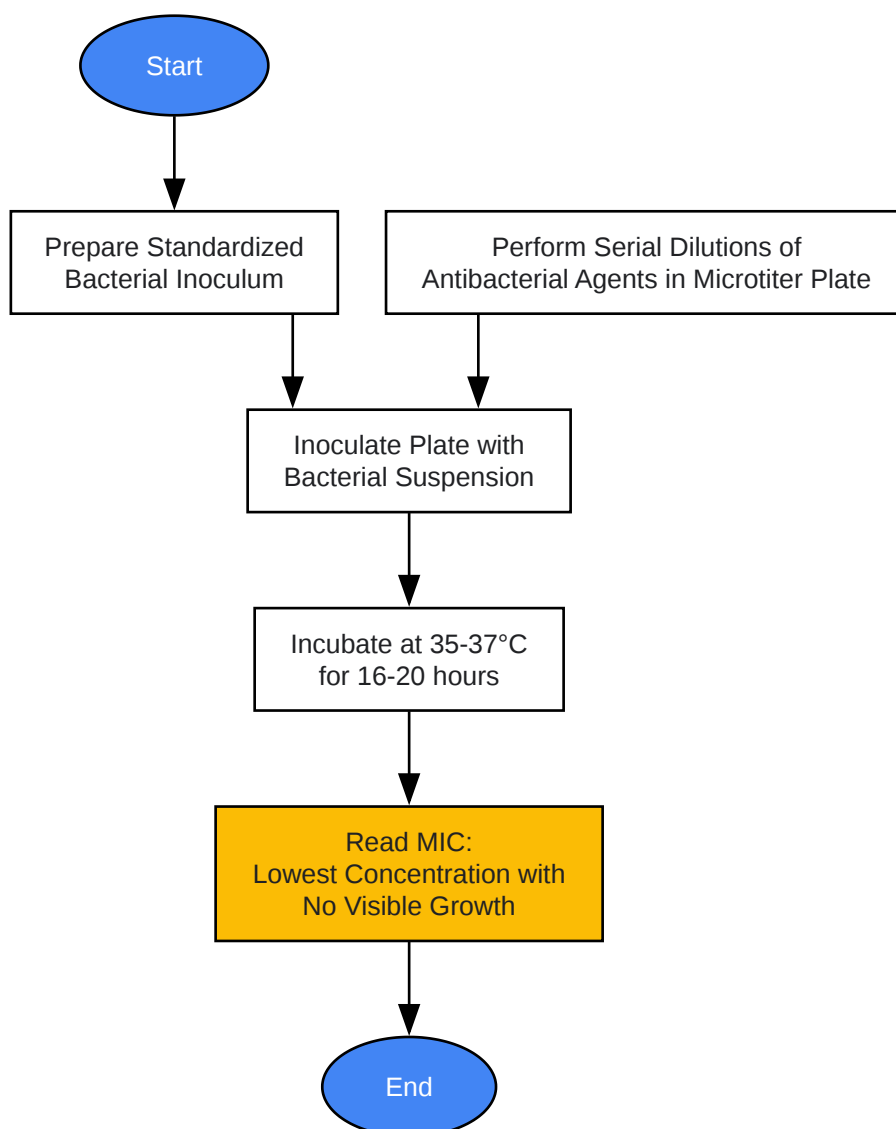 Start
Prepare Standardized
Bacterial Inoculum
Perform Serial Dilutions of
Antibacterial Agents in Microtiter Plate
Inoculate Plate with
Bacterial Suspension
Incubate at 35-37°C
for 16-20 hours
Read MIC:
Lowest Concentration with
No Visible Growth
End